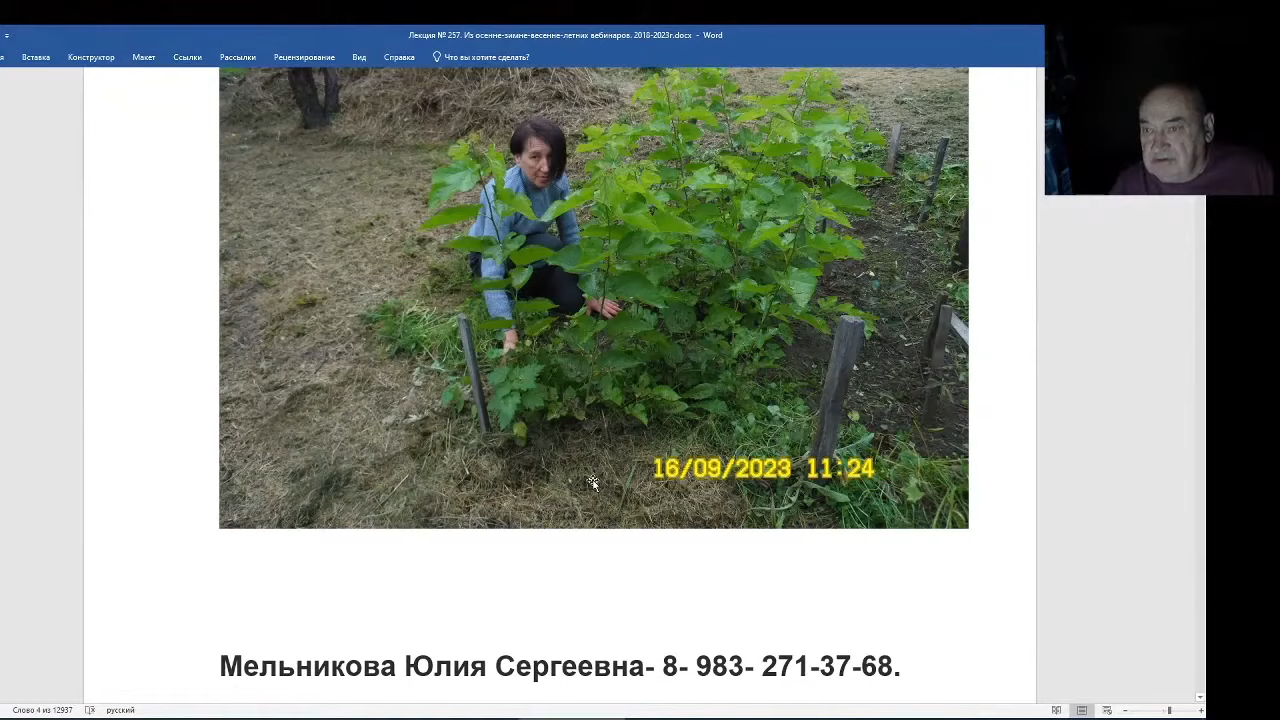 Лекция № 257. Из осенне-зимне-весенне-летних вебинаров. 2018-2023г.docx - Word
я Вставка Конструктор Макет Ссылки Рассылки Рецензирование Вид Справка Что вы хотите сделать?
16/09/2023 11:24
Мельникова Юлия Сергеевна- 8- 983- 271-37-68.
Слово 4 из 12937 русский